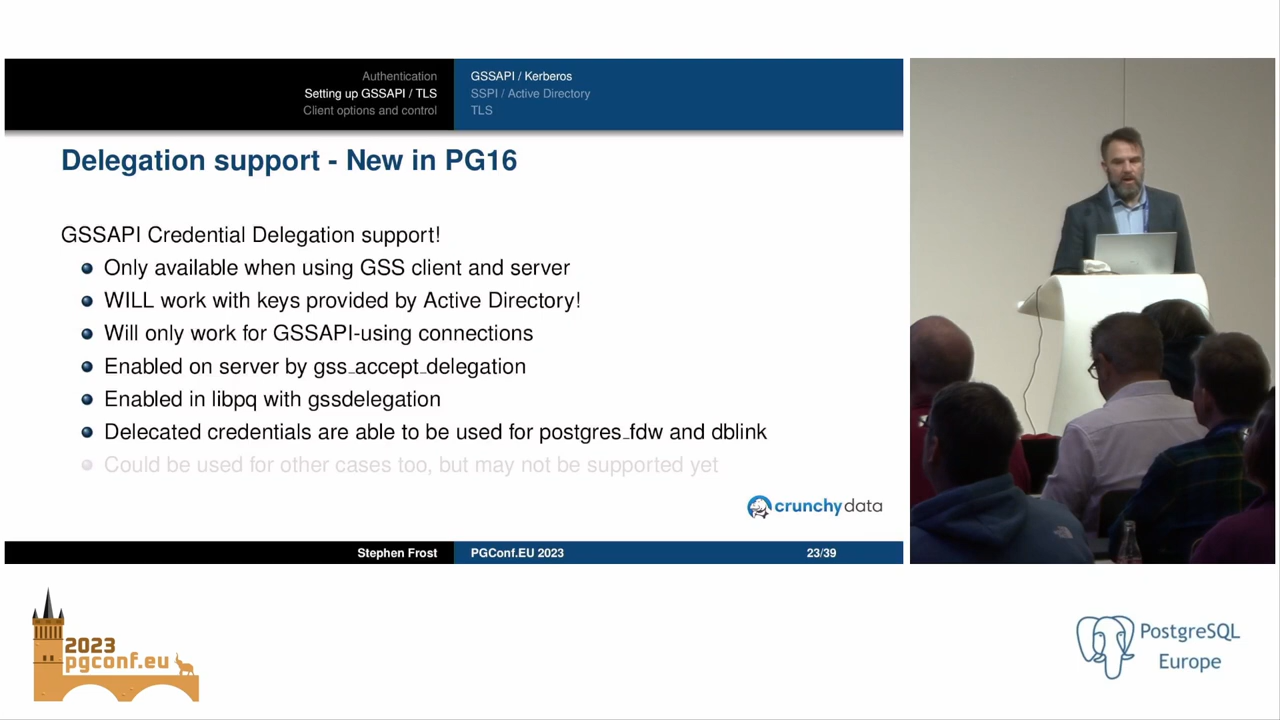 Authentication
Setting up GSSAPI / TLS
Client options and control
GSSAPI / Kerberos
SSPI / Active Directory
TLS
Delegation support - New in PG16
GSSAPI Credential Delegation support!
Only available when using GSS client and server
WILL work with keys provided by Active Directory!
Will only work for GSSAPI-using connections
Enabled on server by gss_accept_delegation
Enabled in libpq with gssdelegation
Delecated credentials are able to be used for postgres_fdw and dblink
Could be used for other cases too, but may not be supported yet
crunchydata
Stephen Frost
PGConf.EU 2023
23/39
2023
pgconf.eu
PostgreSQL
Europe